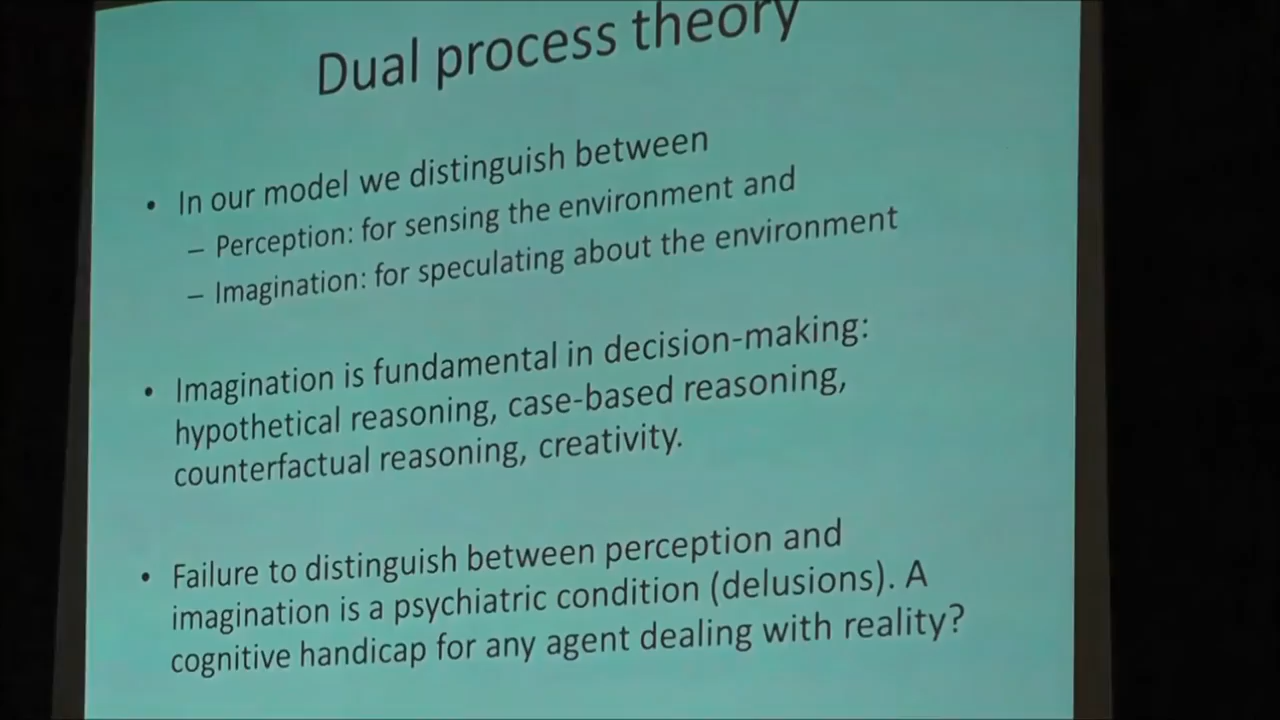 Dual process theory
• In our model we distinguish between
– Perception: for sensing the environment and
– Imagination: for speculating about the environment
• Imagination is fundamental in decision-making:
hypothetical reasoning, case-based reasoning,
counterfactual reasoning, creativity.
• Failure to distinguish between perception and
imagination is a psychiatric condition (delusions). A
cognitive handicap for any agent dealing with reality?